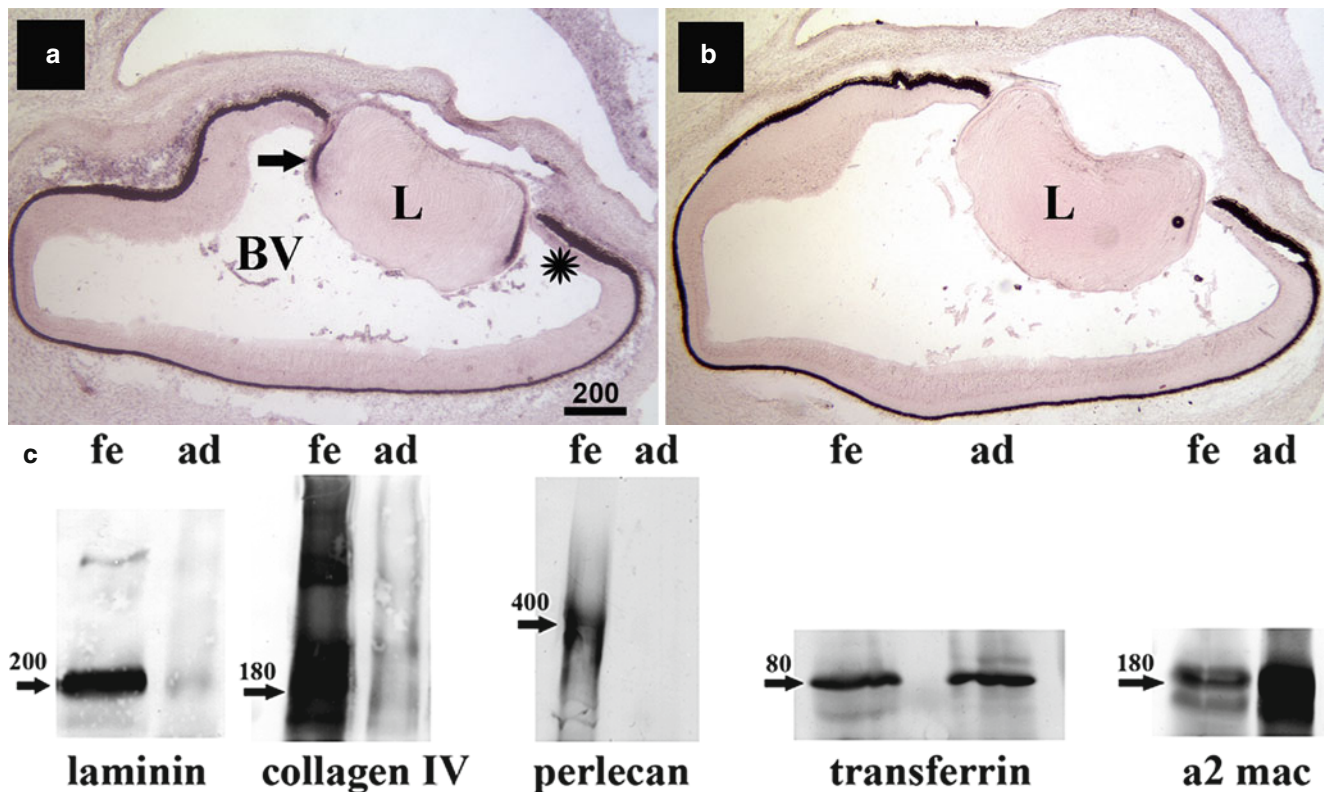 a
b
L
BV
200
L
c
fe ad fe ad fe ad fe ad fe ad
200
180
400
80
180
laminin collagen IV perlecan transferrin a2 mac